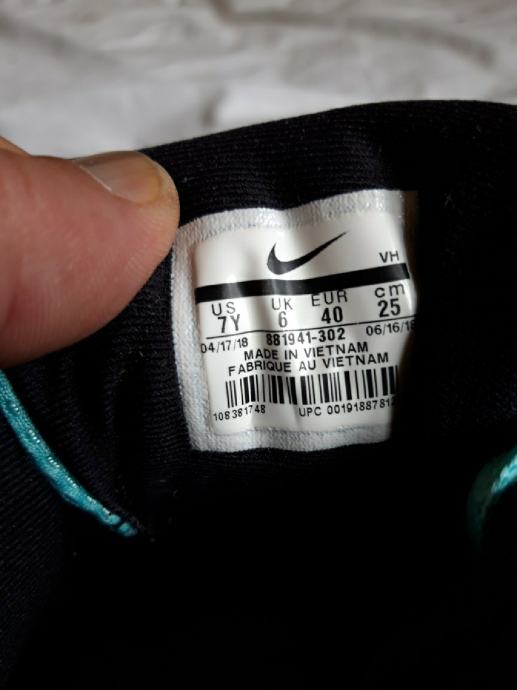 VH
US UK EUR cm
7Y 6 40 25
04/17/18 881941-302 06/16/18
MADE IN VIETNAM
FABRIQUE AU VIETNAM
108381748 UPC 00191887812